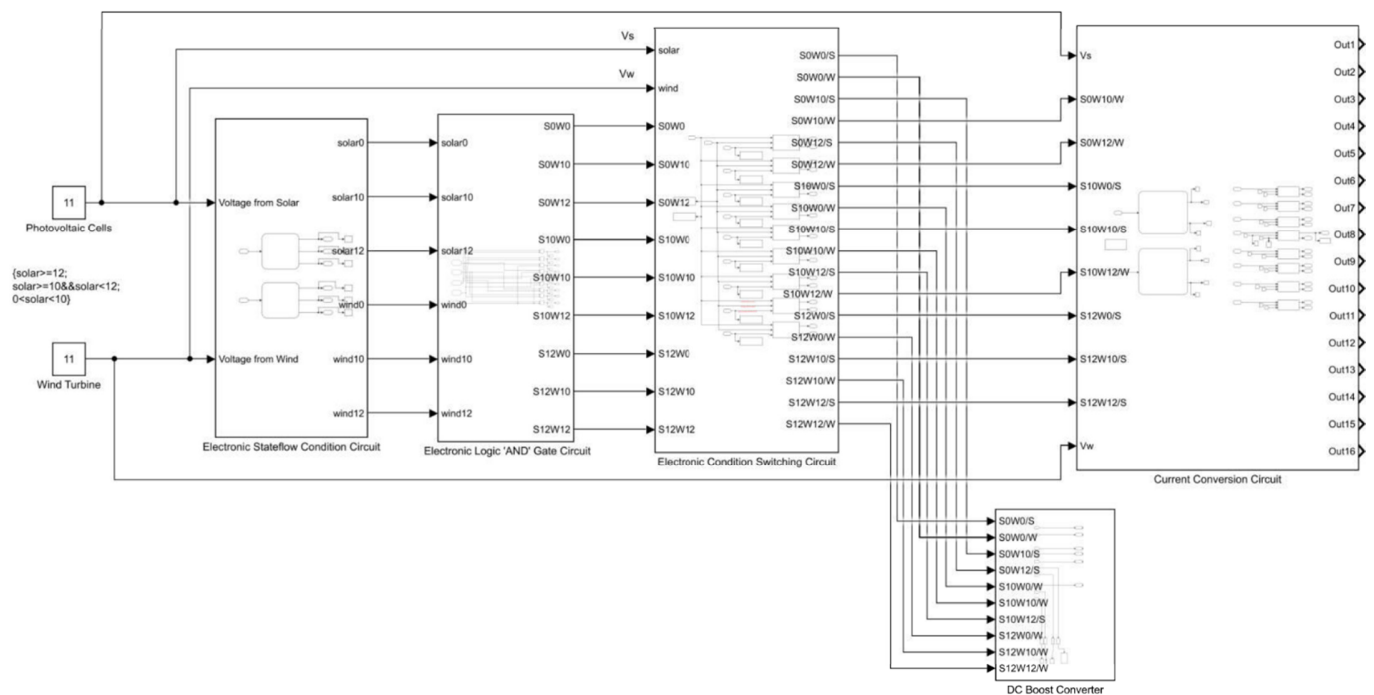 11
Photovoltaic Cells
{solar>=12;
solar>=10&&solar<12;
0<solar<10}
11
Wind Turbine
Voltage from Solar
Voltage from Wind
solar0
solar10
solar12
wind0
wind10
wind12
Electronic Stateflow Condition Circuit
solar0
solar10
solar12
wind0
wind10
wind12
S0W0
S0W10
S0W12
S10W0
S10W10
S10W12
S12W0
S12W10
S12W12
Electronic Logic 'AND' Gate Circuit
Vs
Vw
solar
wind
S0W0
S0W10
S0W12
S10W0
S10W10
S10W12
S12W0
S12W10
S12W12
S0W0/S
S0W0/W
S0W10/S
S0W10/W
S0W12/S
S0W12/W
S10W0/S
S10W0/W
S10W10/S
S10W10/W
S10W12/S
S10W12/W
S12W0/S
S12W0/W
S12W10/S
S12W10/W
S12W12/S
S12W12/W
Electronic Condition Switching Circuit
Vs
S0W10/W
S0W12/W
S10W0/S
S10W10/S
S10W12/W
S12W0/S
S12W10/S
S12W12/S
Vw
Out1
Out2
Out3
Out4
Out5
Out6
Out7
Out8
Out9
Out10
Out11
Out12
Out13
Out14
Out15
Out16
Current Conversion Circuit
S0W0/S
S0W0/W
S0W10/S
S0W12/S
S10W0/W
S10W10/W
S10W12/S
S12W0/W
S12W10/W
S12W12/W
DC Boost Converter